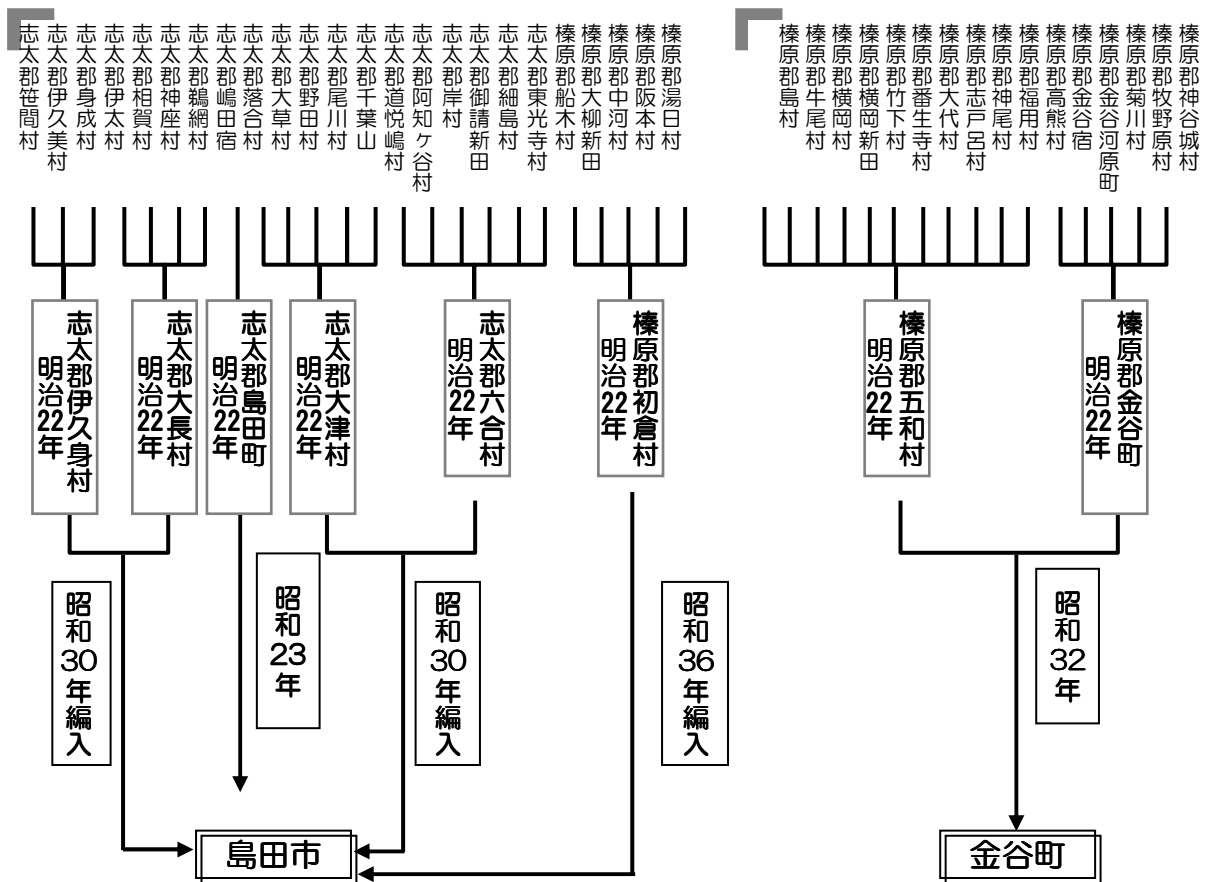 志太郡笹間村
志太郡伊久美村
志太郡身成村
志太郡伊太村
志太郡相賀村
志太郡神座村
志太郡鵜網村
志太郡嶋田宿
志太郡落合村
志太郡大草村
志太郡野田村
志太郡尾川村
志太郡千葉山
志太郡道悦嶋村
志太郡阿知ヶ谷村
志太郡岸村
志太郡御請新田
志太郡細島村
志太郡東光寺村
榛原郡船木村
榛原郡大柳新田
榛原郡中河村
榛原郡阪本村
榛原郡湯日村
榛原郡島村
榛原郡牛尾村
榛原郡横岡村
榛原郡横岡新田
榛原郡竹下村
榛原郡番生寺村
榛原郡大代村
榛原郡志戸呂村
榛原郡神尾村
榛原郡福用村
榛原郡高熊村
榛原郡金谷宿
榛原郡金谷河原町
榛原郡菊川村
榛原郡牧野原村
榛原郡神谷城村
志太郡伊久身村
明治22年
志太郡大長村
明治22年
志太郡島田町
明治22年
志太郡大津村
明治22年
志太郡六合村
明治22年
榛原郡初倉村
明治22年
榛原郡五和村
明治22年
榛原郡金谷町
明治22年
昭和30年編入
昭和23年
昭和30年編入
昭和36年編入
昭和32年
島田市
金谷町